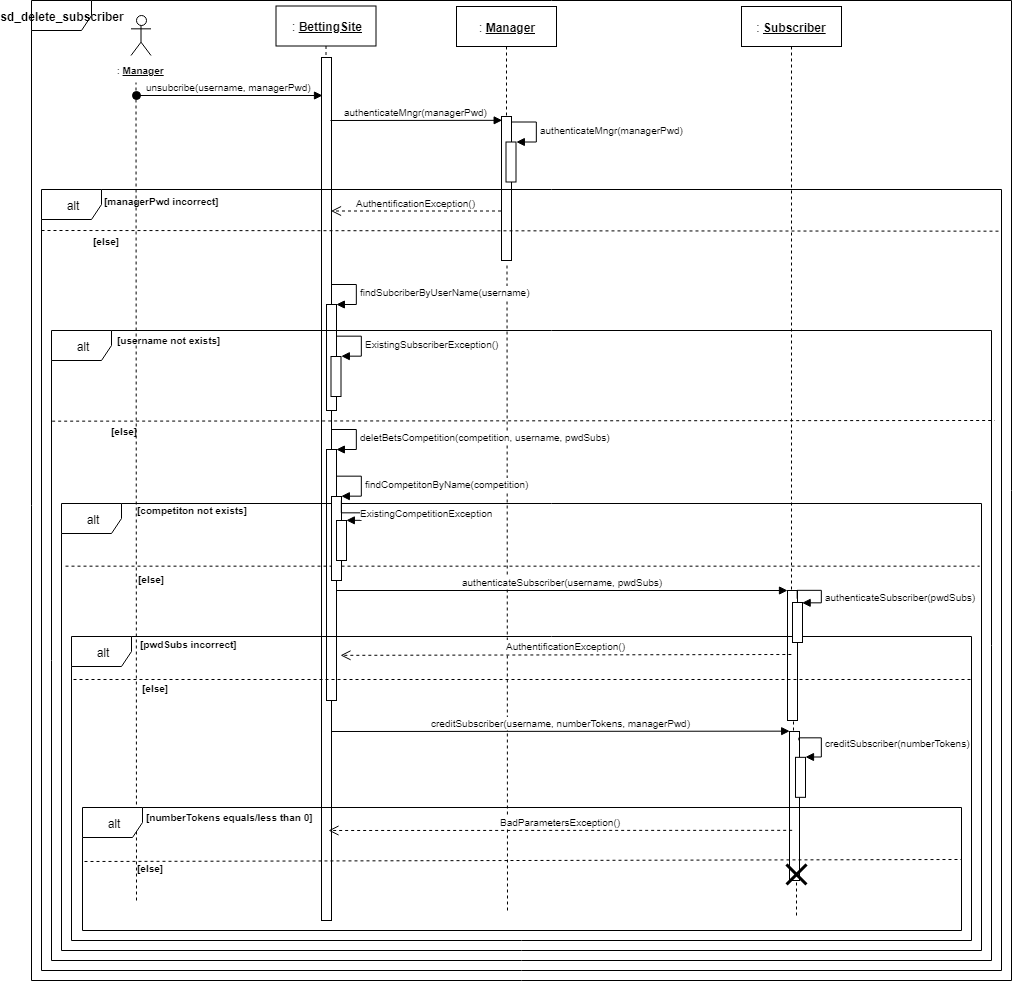 sd_delete_subscriber
: BettingSite
: Manager
: Subscriber
: Manager
unsubcribe(username, managerPwd)
authenticateMngr(managerPwd)
authenticateMngr(managerPwd)
alt
[managerPwd incorrect]
AuthentificationException()
[else]
findSubcriberByUserName(username)
alt
[username not exists]
ExistingSubscriberException()
[else]
deletBetsCompetition(competition, username, pwdSubs)
findCompetitonByName(competition)
alt
[competiton not exists]
ExistingCompetitionException
[else]
authenticateSubscriber(username, pwdSubs)
authenticateSubscriber(pwdSubs)
alt
[pwdSubs incorrect]
AuthentificationException()
[else]
creditSubscriber(username, numberTokens, managerPwd)
creditSubscriber(numberTokens)
alt
[numberTokens equals/less than 0]
BadParametersException()
[else]